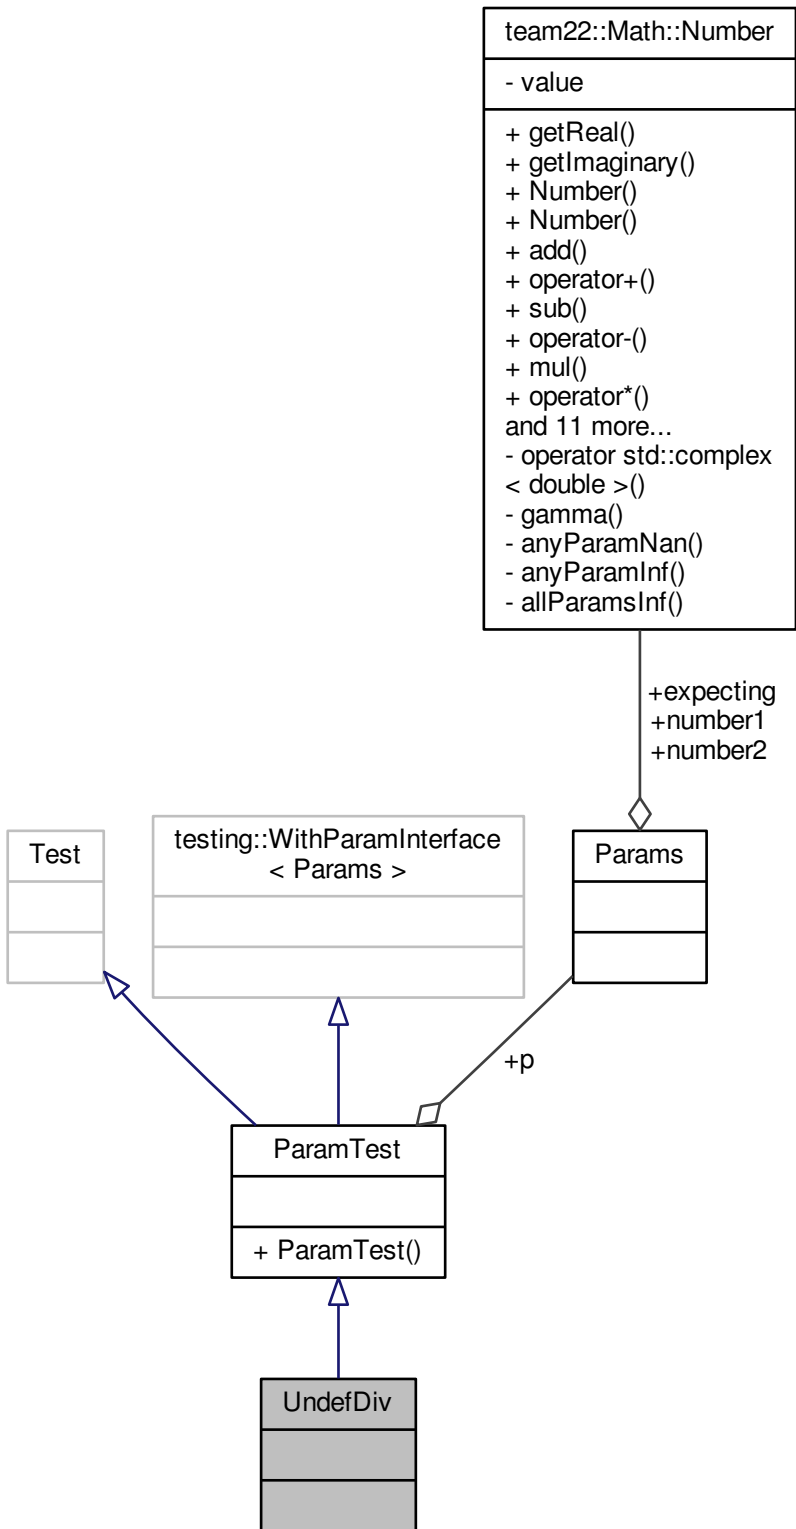 team22::Math::Number
- value
+ getReal()
+ getImaginary()
+ Number()
+ Number()
+ add()
+ operator+()
+ sub()
+ operator-()
+ mul()
+ operator*()
and 11 more...
- operator std::complex
< double >()
- gamma()
- anyParamNan()
- anyParamInf()
- allParamsInf()
+expecting
+number1
+number2
Test
testing::WithParamInterface
< Params >
Params
+p
ParamTest
+ ParamTest()
UndefDiv